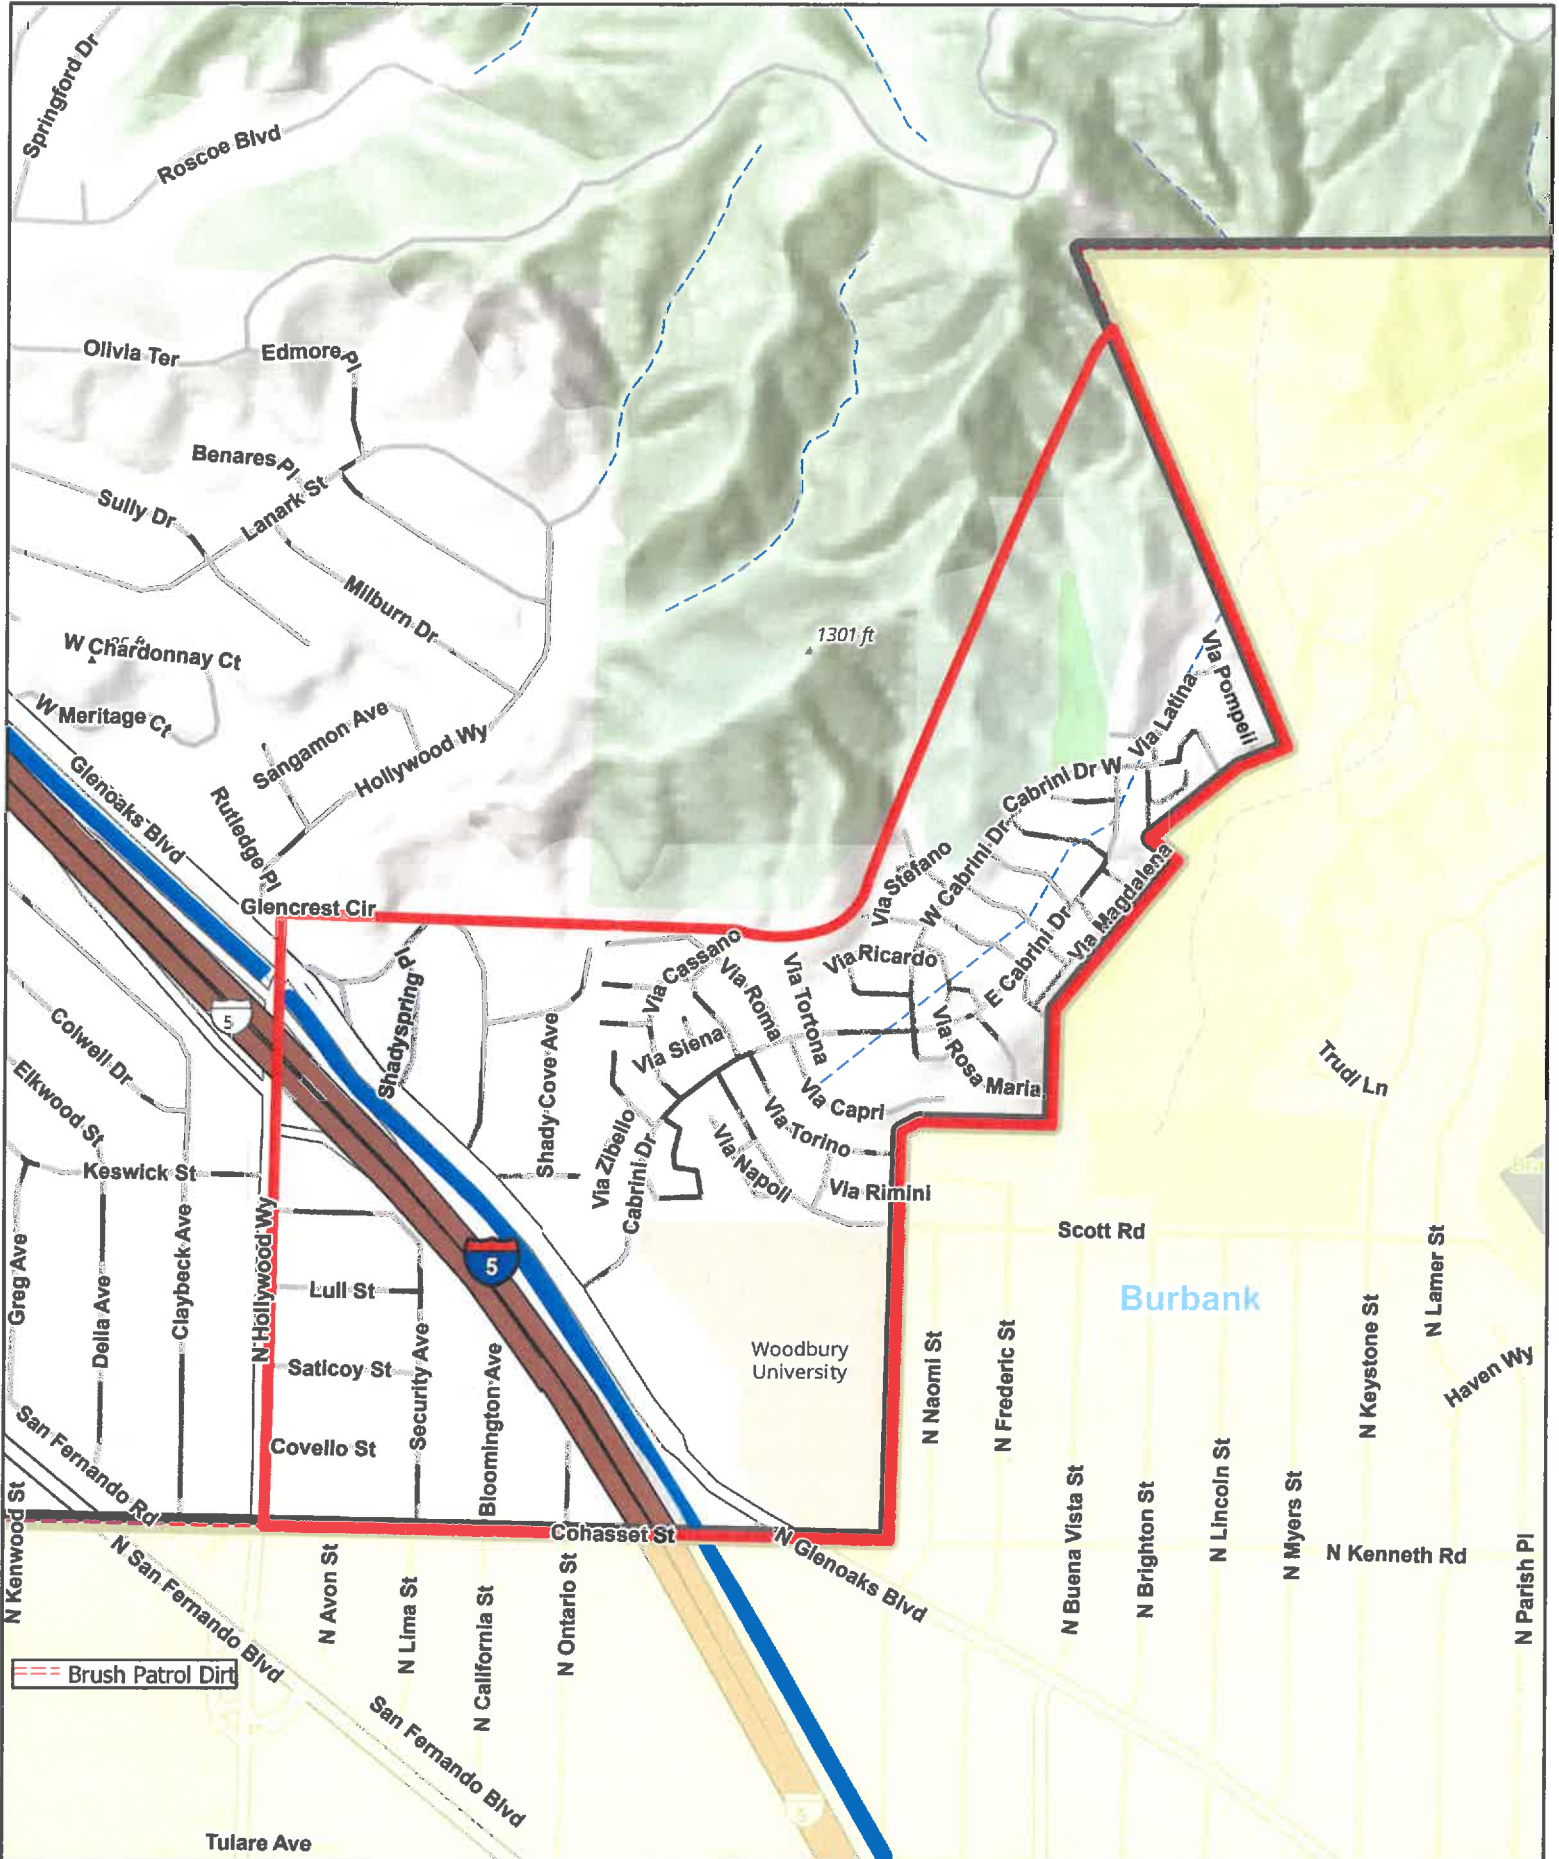 Springford Dr
Roscoe Blvd
Olivia Ter
Edmore Pl
Benares Pl
Lanark St
Sully Dr
Milburn Dr
1301 ft
W Chardonnay Ct
W Meritage Ct
Via Pompeii
Via Latina
Sangamon Ave
Hollywood Wy
Glenoaks Blvd
Rutledge Pl
Cabrini Dr W
Via Stefano
W Cabrini Dr
Via Magdalena
Glencrest Cir
Via Cassano
Via Ricardo
E Cabrini Dr
Shadyspring Pl
Via Roma
Via Tortona
5
Colwell Dr
Shady Cove Ave
Via Siena
Via Rosa Maria
Trudi Ln
Elkwood St
Via Capri
Via Torino
Via Zibello
Cabrini Dr
Via Napoli
Keswick St
Via Rimini
Scott Rd
N Lamer St
Greg Ave
Delia Ave
Claybeck Ave
N Hollywood Wy
5
Lull St
Burbank
Woodbury
University
N Naomi St
N Frederic St
N Keystone St
Haven Wy
Saticoy St
Security Ave
Bloomington Ave
Covello St
San Fernando Rd
N Kenwood St
Cohasset St
N Glenoaks Blvd
N Buena Vista St
N Brighton St
N Lincoln St
N Myers St
N Kenneth Rd
N Parish Pl
N San Fernando Blvd
N Avon St
N Lima St
N California St
N Ontario St
Brush Patrol Dirt
San Fernando Blvd
5
Tulare Ave